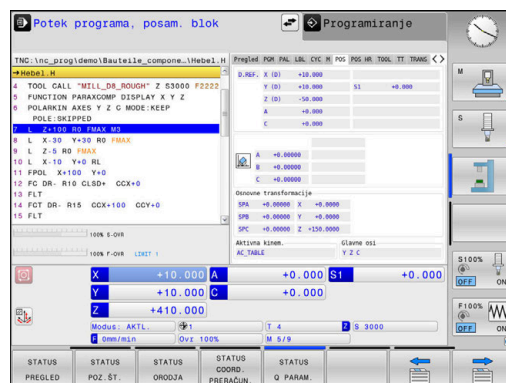 Potek programa, posam. blok
Programiranje
TNC:\nc_prog\demo\Bauteile_compone…\Hebel.H
→Hebel.H
4 TOOL CALL "MILL_D8_ROUGH" Z S3000 F2222
5 FUNCTION PARAXCOMP DISPLAY X Y Z
6 POLARKIN AXES Y Z C MODE:KEEP
POLE:SKIPPED
7 L Z+100 R0 FMAX M3
8 L X-30 Y+30 R0 FMAX
9 L Z-5 R0 FMAX
10 L X-10 Y+0 RL
11 FPOL X+100 Y+0
12 FC DR- R10 CLSD+ CCX+0
13 FLT
14 FCT DR- R15 CCX+100 CCY+0
15 FLT
100% S-OVR
100% F-OVR LIMIT 1
Pregled PGM PAL LBL CYC M POS POS HR TOOL TT TRANS
D.REF. X (D) +10.000
Y (D) +10.000 S1 +0.000
Z (D) -50.000
A +0.000
C +0.000
A +0.00000
B +0.00000
C +0.00000
Osnovne transformacije
SPA +0.00000 X +0.0000
SPB +0.00000 Y +0.0000
SPC +0.00000 Z +150.0000
Aktivna kinem. Glavne osi
AC_TABLE Y Z C
X +10.000 A +0.000 S1 +0.000
Y +10.000 C +0.000
Z +410.000
Modus: AKTL. 1 T 4 Z S 3000
F 0mm/min Ovr 100% M 5/9
M
S
S100%
OFF ON
F100%
OFF ON
STATUS PREGLED
STATUS POZ.ŠT.
STATUS ORODJA
STATUS COORD. PRERAČUN.
STATUS Q PARAM.